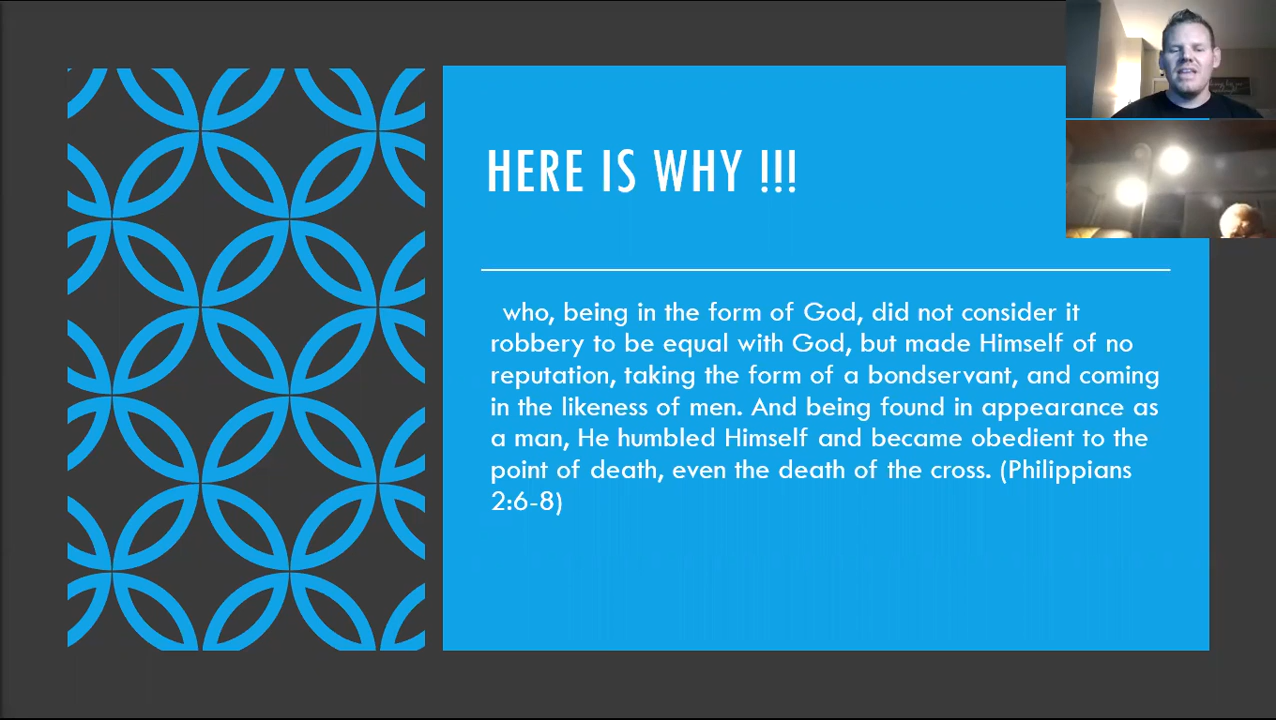 HERE IS WHY !!!
who, being in the form of God, did not consider it
robbery to be equal with God, but made Himself of no
reputation, taking the form of a bondservant, and coming
in the likeness of men. And being found in appearance as
a man, He humbled Himself and became obedient to the
point of death, even the death of the cross. (Philippians
2:6-8)